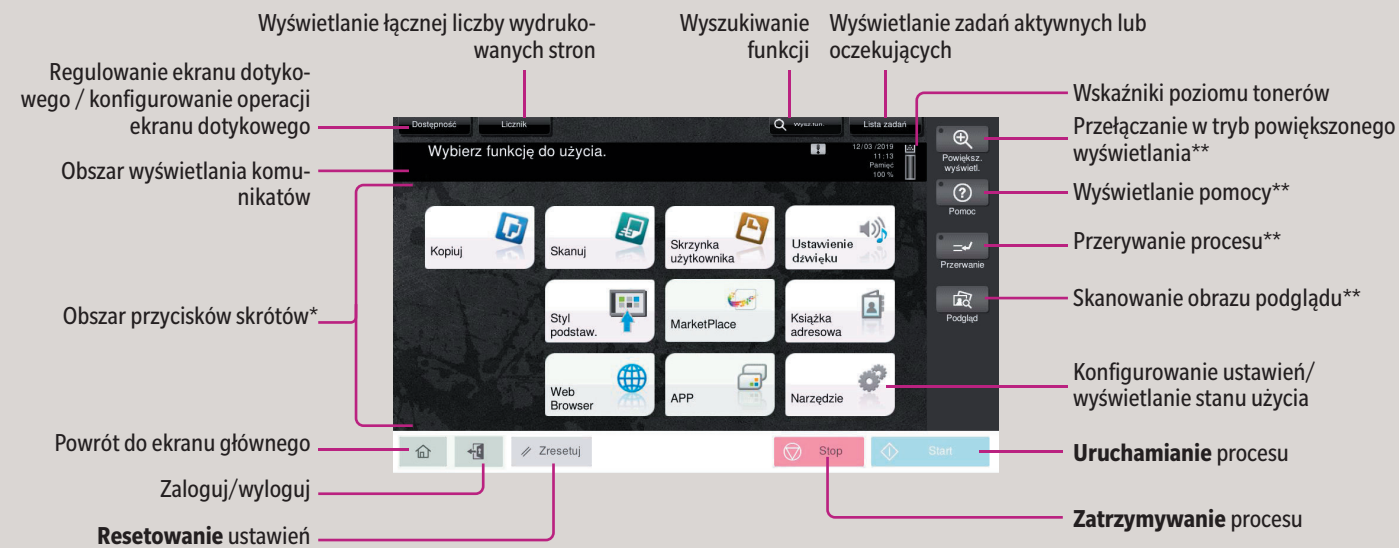 Wyświetlanie łącznej liczby wydruko-
wanych stron
Wyszukiwanie
funkcji
Wyświetlanie zadań aktywnych lub
oczekujących
Regulowanie ekranu dotyko-
wego / konfigurowanie operacji
ekranu dotykowego
Obszar wyświetlania komu-
nikatów
Obszar przycisków skrótów*
Powrót do ekranu głównego
Zaloguj/wyloguj
Resetowanie ustawień
Dostępność
Licznik
Wysz.fun.
Lista zadań
Wybierz funkcję do użycia.
12/03/2019
11:13
Pamięć
100 %
Kopiuj
Skanuj
Skrzynka
użytkownika
Ustawienie
dźwięku
Styl
podstaw.
MarketPlace
Książka
adresowa
Web
Browser
APP
Narzędzie
Zresetuj
Stop
Start
Powiększ.
wyświetl.
Pomoc
Przerwanie
Podgląd
Wskaźniki poziomu tonerów
Przełączanie w tryb powiększonego
wyświetlania**
Wyświetlanie pomocy**
Przerywanie procesu**
Skanowanie obrazu podglądu**
Konfigurowanie ustawień/
wyświetlanie stanu użycia
Uruchamianie procesu
Zatrzymywanie procesu